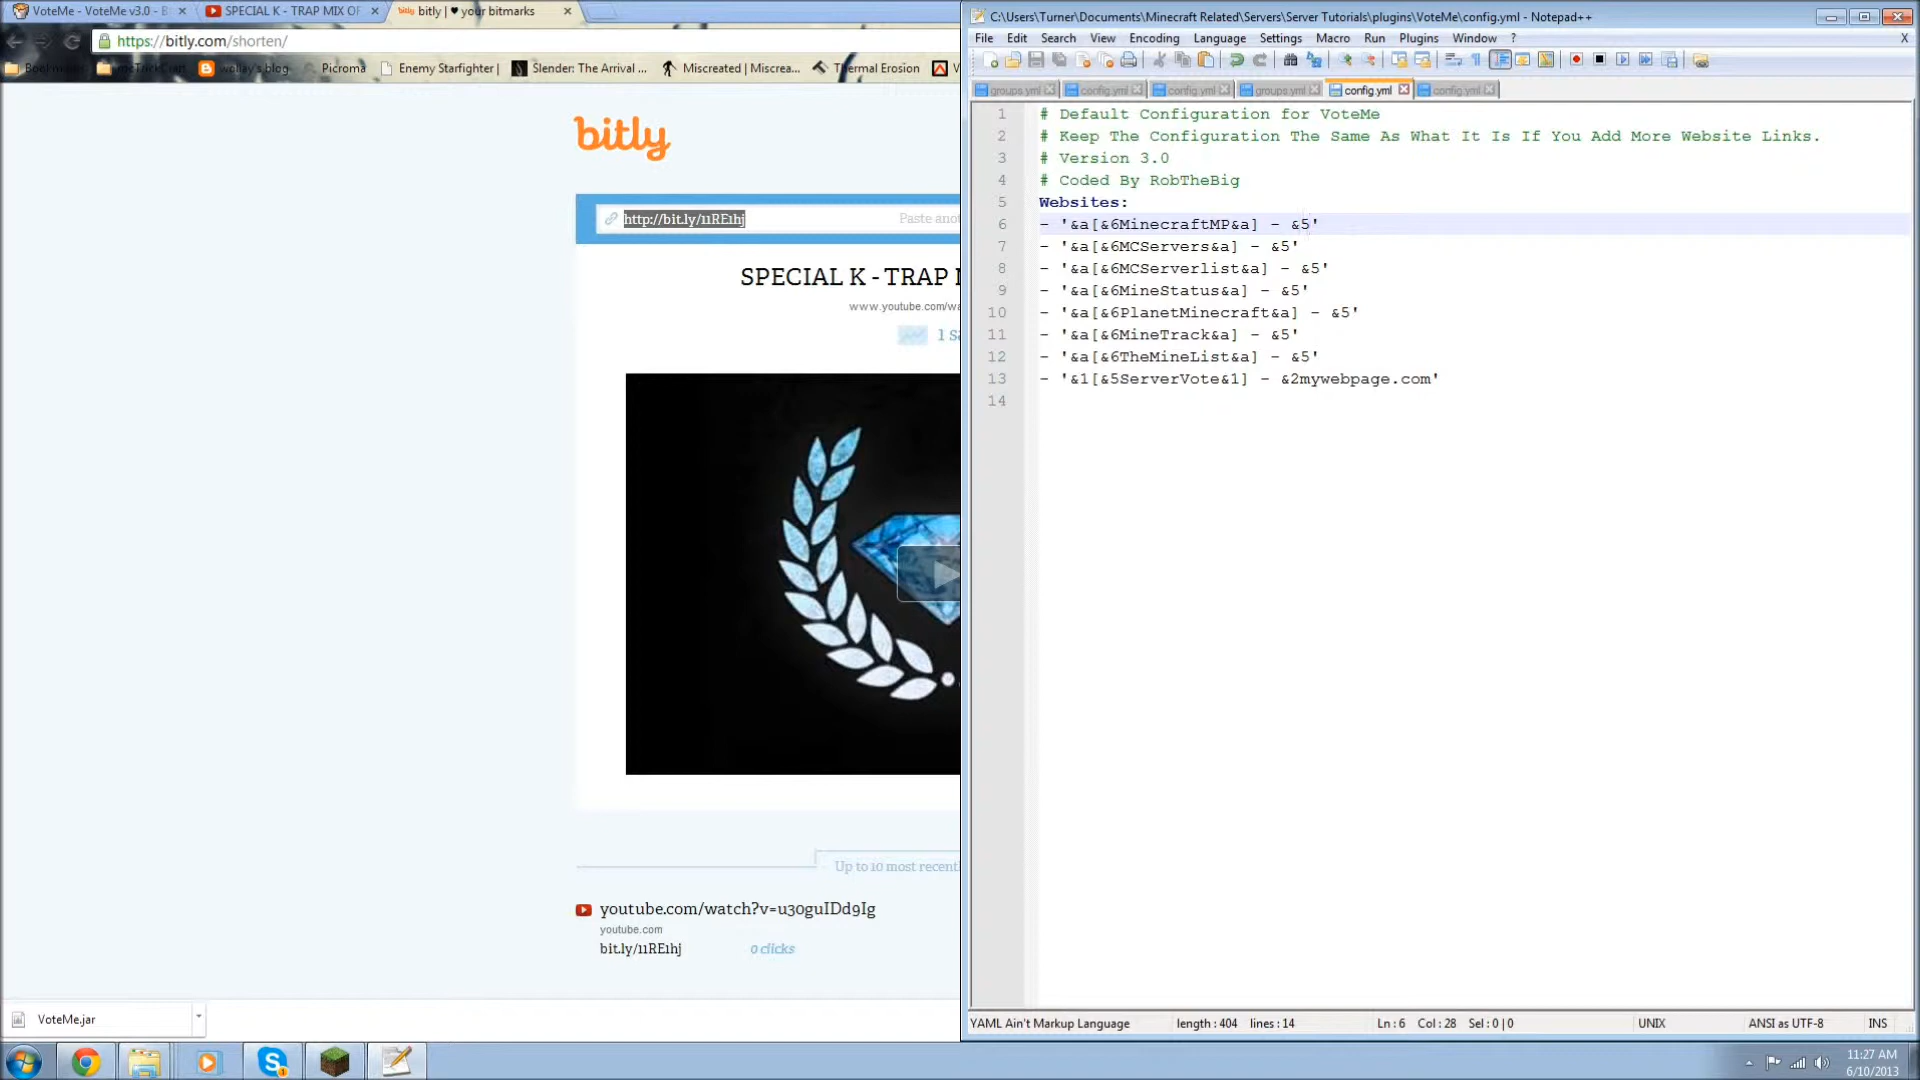 VoteMe - VoteMe v3.0 - B
SPECIAL K - TRAP MIX OF
bitly | ♥ your bitmarks
https://bitly.com/shorten/
wollay's blog
Picroma
Enemy Starfighter |
Slender: The Arrival ...
Miscreated | Miscrea...
Thermal Erosion
V
bitly
http://bit.ly/11RE1hj
Paste anot
SPECIAL K - TRAP
www.youtube.com/wa
Up to 10 most recent
youtube.com/watch?v=u30guIDd9Ig
youtube.com
bit.ly/11RE1hj
0 clicks
VoteMe.jar
C:\Users\Turner\Documents\Minecraft Related\Servers\Server Tutorials\plugins\VoteMe\config.yml - Notepad++
File Edit Search View Encoding Language Settings Macro Run Plugins Window ? X
groups.yml config.yml config.yml groups.yml config.yml config.yml
1 # Default Configuration for VoteMe
2 # Keep The Configuration The Same As What It Is If You Add More Website Links.
3 # Version 3.0
4 # Coded By RobTheBig
5 Websites:
6 - '&a[&6MinecraftMP&a] - &5'
7 - '&a[&6MCServers&a] - &5'
8 - '&a[&6MCServerlist&a] - &5'
9 - '&a[&6MineStatus&a] - &5'
10 - '&a[&6PlanetMinecraft&a] - &5'
11 - '&a[&6MineTrack&a] - &5'
12 - '&a[&6TheMineList&a] - &5'
13 - '&1[&5ServerVote&1] - &2mywebpage.com'
14
YAML Ain't Markup Language length : 404 lines : 14 Ln : 6 Col : 28 Sel : 0 | 0 UNIX ANSI as UTF-8 INS
11:27 AM
6/10/2013